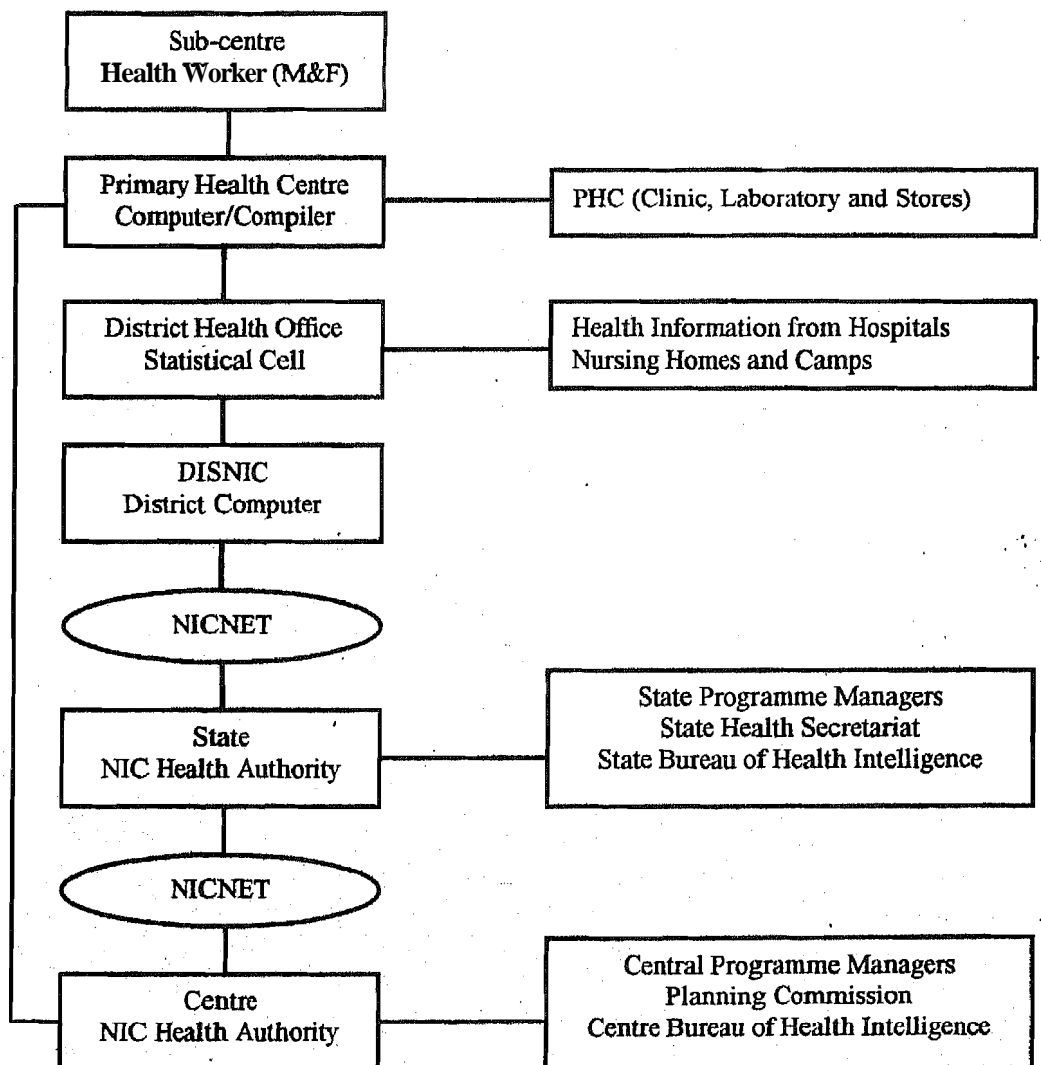 Sub-centre
Health Worker (M&F)
Primary Health Centre
Computer/Compiler
PHC (Clinic, Laboratory and Stores)
District Health Office
Statistical Cell
Health Information from Hospitals
Nursing Homes and Camps
DISNIC
District Computer
NICNET
State
NIC Health Authority
State Programme Managers
State Health Secretariat
State Bureau of Health Intelligence
NICNET
Centre
NIC Health Authority
Central Programme Managers
Planning Commission
Centre Bureau of Health Intelligence